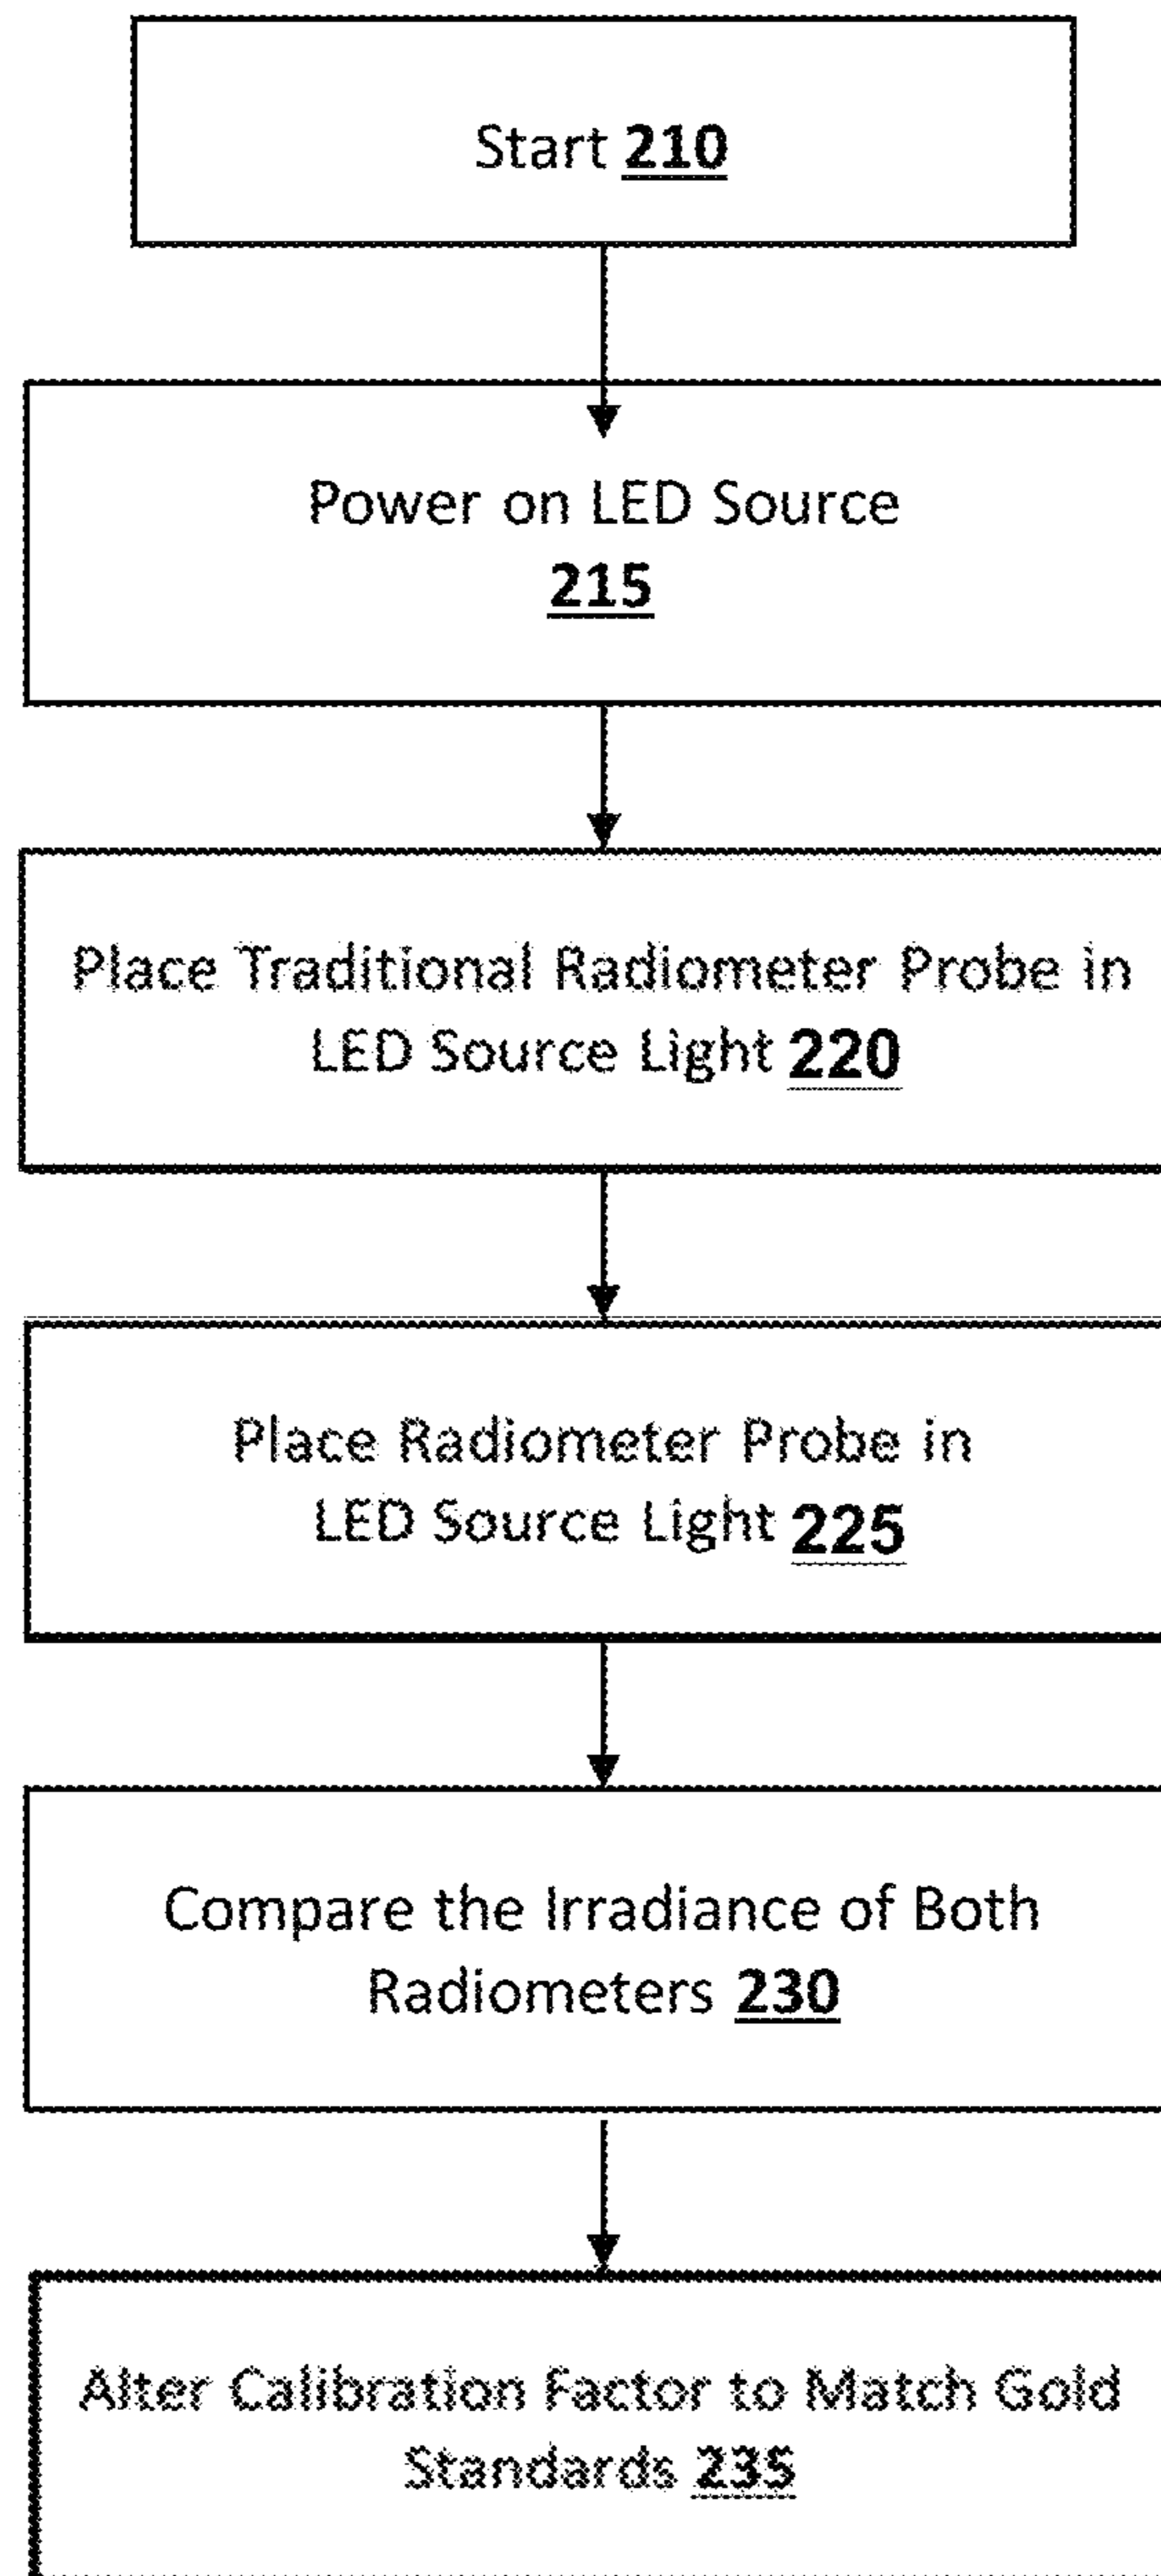 Start 210
Power on LED Source
215
Place Traditional Radiometer Probe in
LED Source Light 220
Place Radiometer Probe in
LED Source Light 225
Compare the Irradiance of Both
Radiometers 230
Alter Calibration Factor to Match Gold
Standards 235